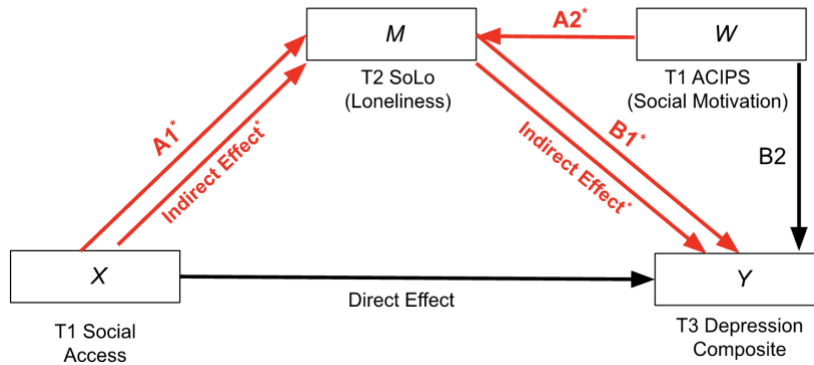 M
A2*
W
T2 SoLo
(Loneliness)
T1 ACIPS
(Social Motivation)
A1*
Indirect Effect*
B1*
Indirect Effect*
B2
X
Direct Effect
Y
T1 Social
Access
T3 Depression
Composite